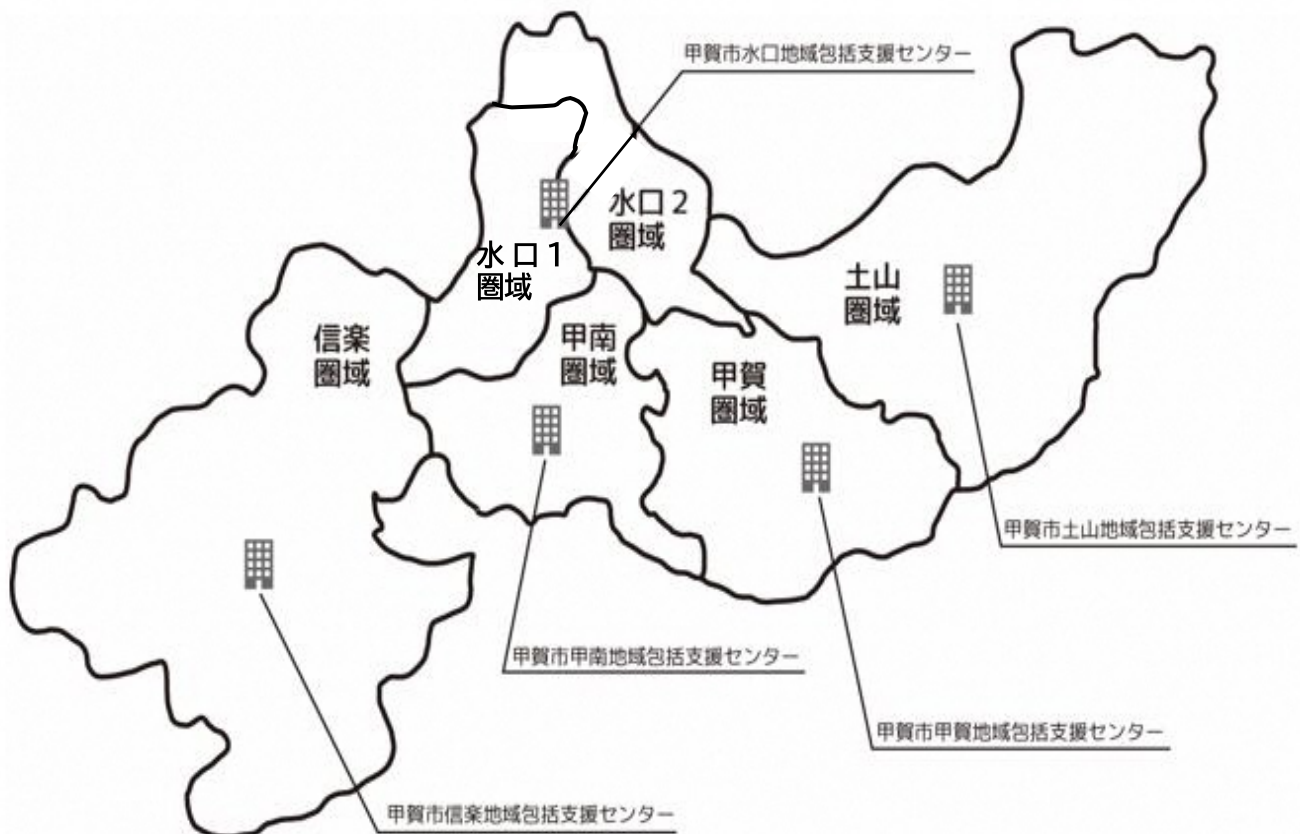 甲賀市水口地域包括支援センター
水口2
圏域
水口1
圏域
土山
圏域
信楽
圏域
甲南
圏域
甲賀
圏域
甲賀市土山地域包括支援センター
甲賀市甲南地域包括支援センター
甲賀市甲賀地域包括支援センター
甲賀市信楽地域包括支援センター